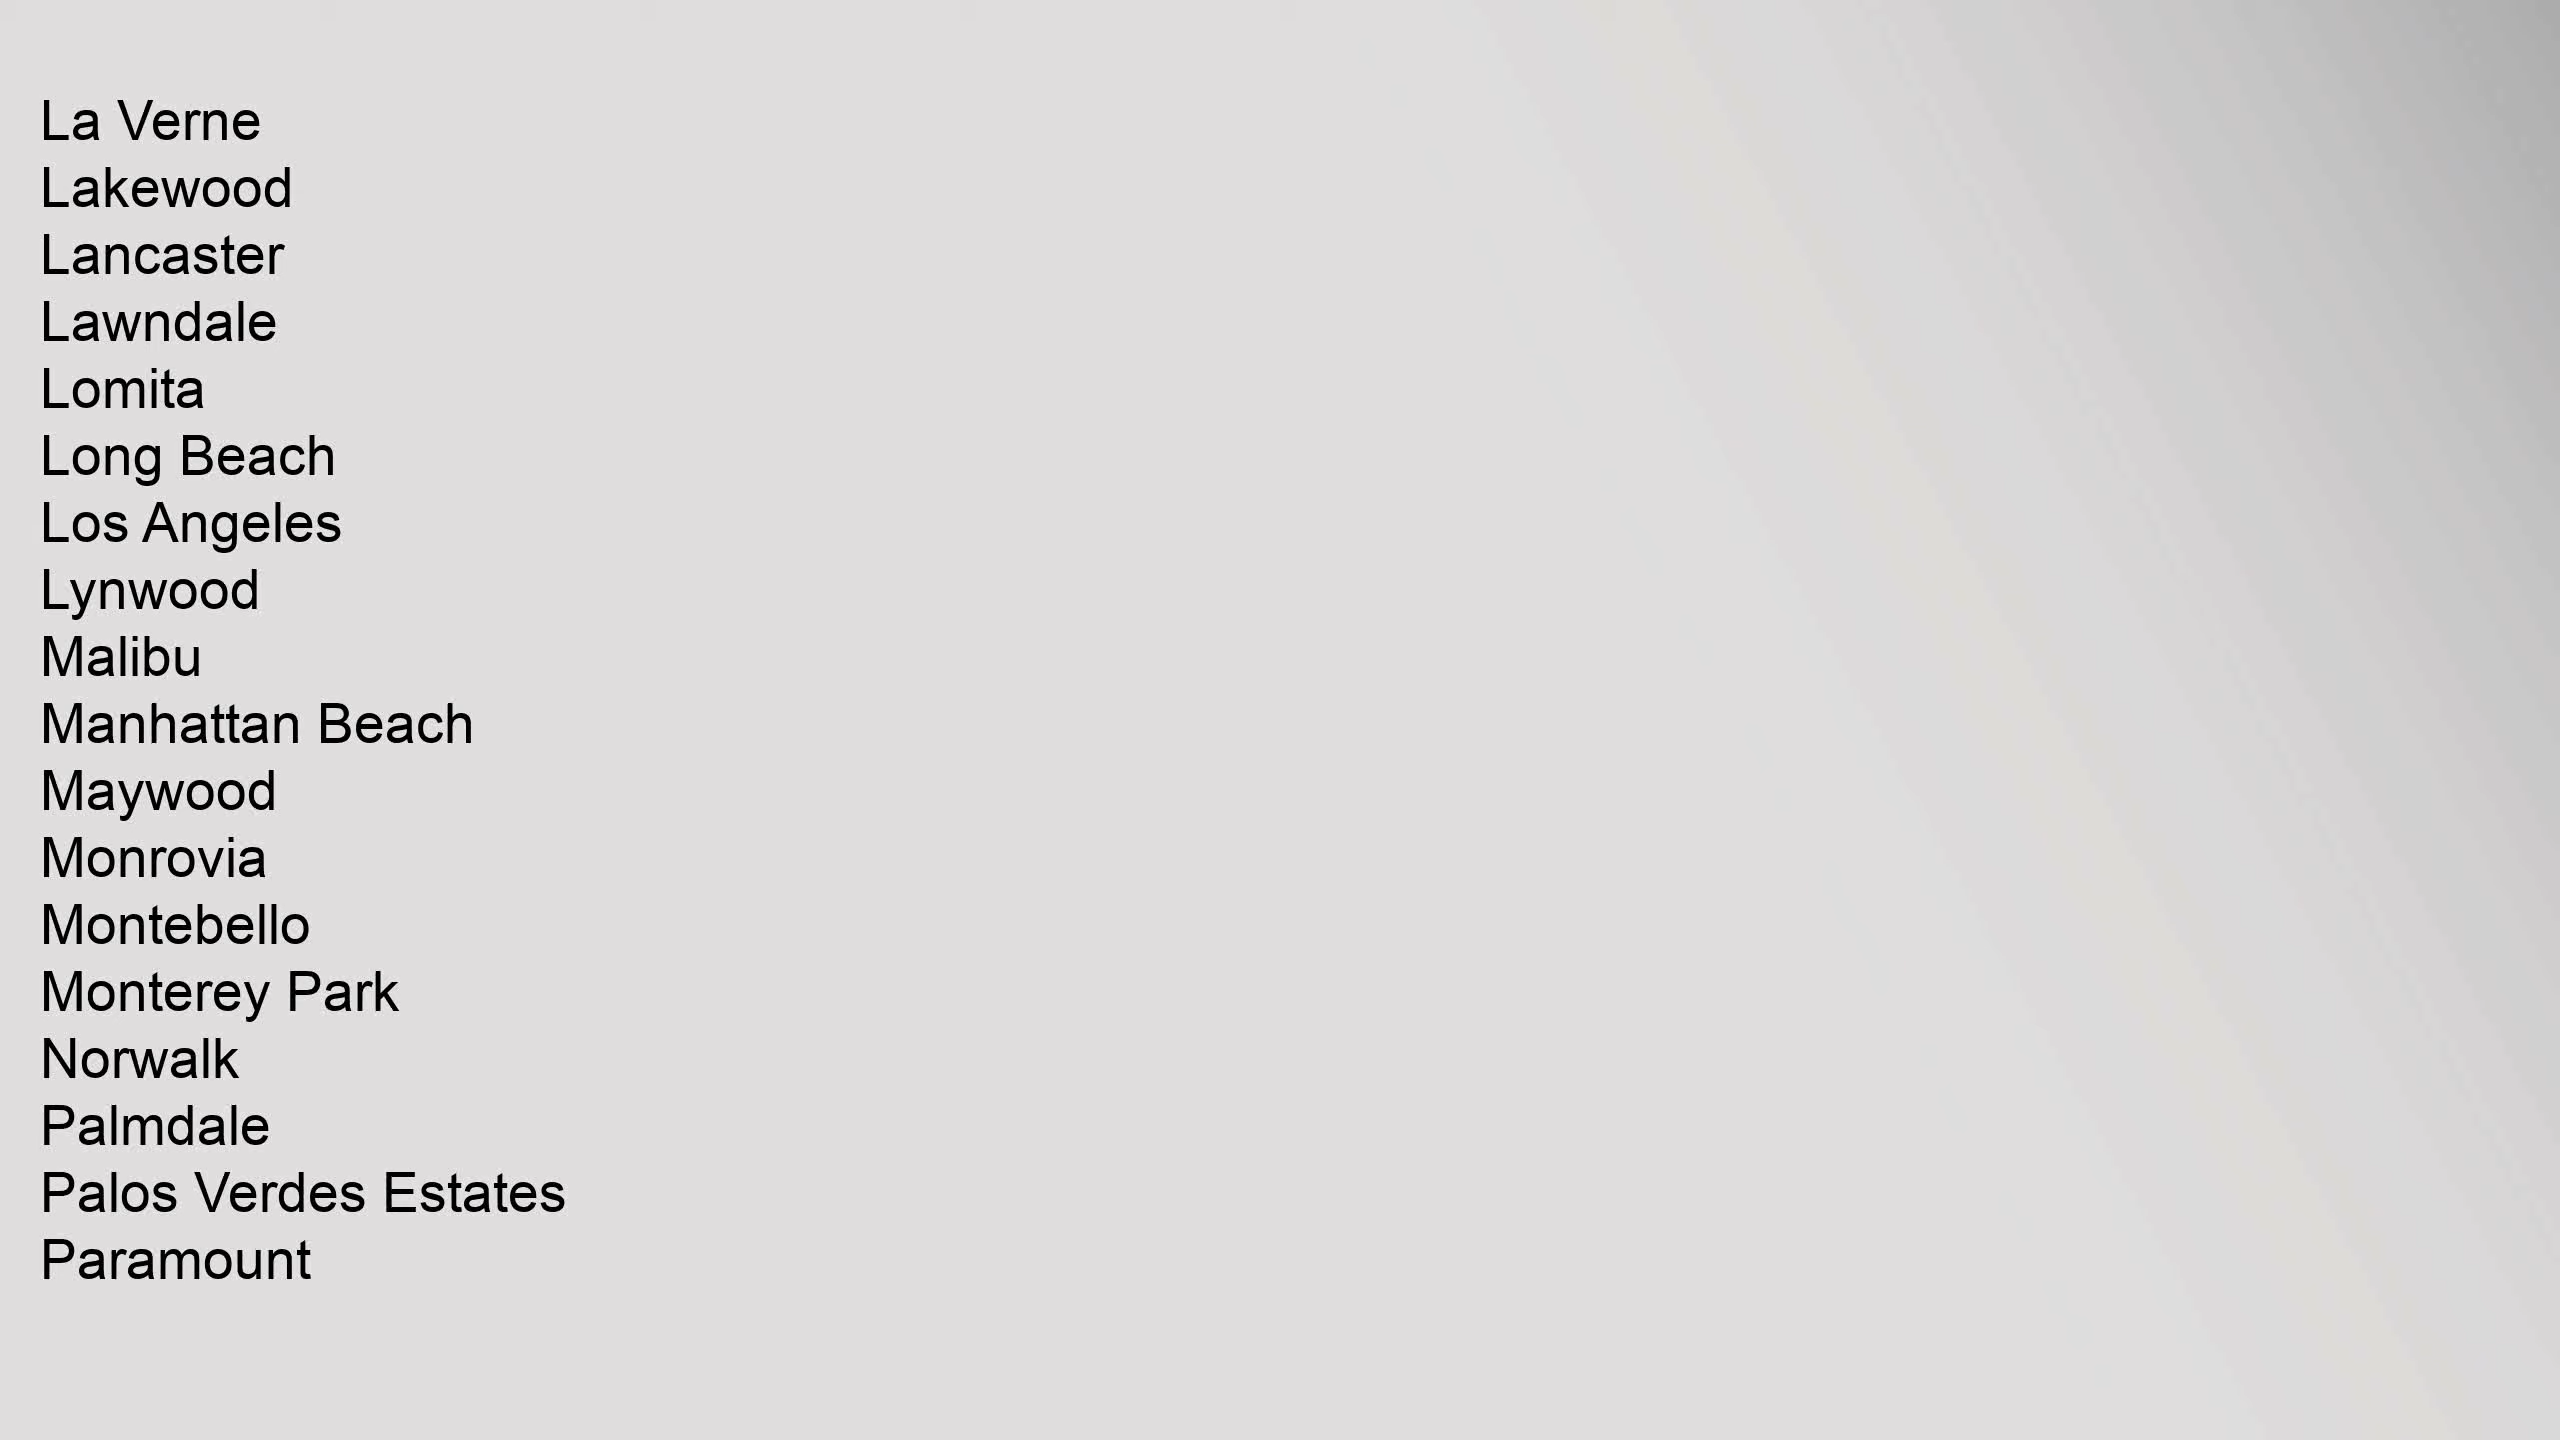 La Verne
Lakewood
Lancaster
Lawndale
Lomita
Long Beach
Los Angeles
Lynwood
Malibu
Manhattan Beach
Maywood
Monrovia
Montebello
Monterey Park
Norwalk
Palmdale
Palos Verdes Estates
Paramount